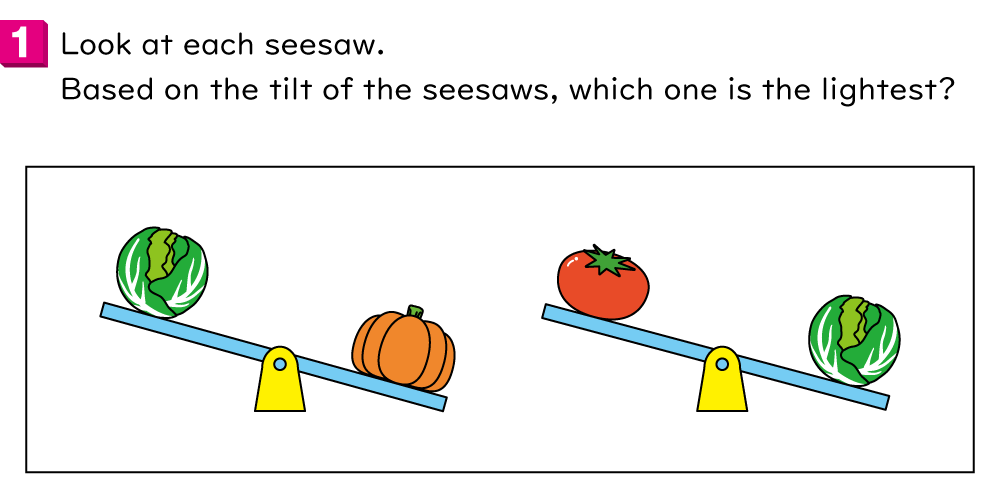 1 Look at each seesaw.
Based on the tilt of the seesaws, which one is the lightest?